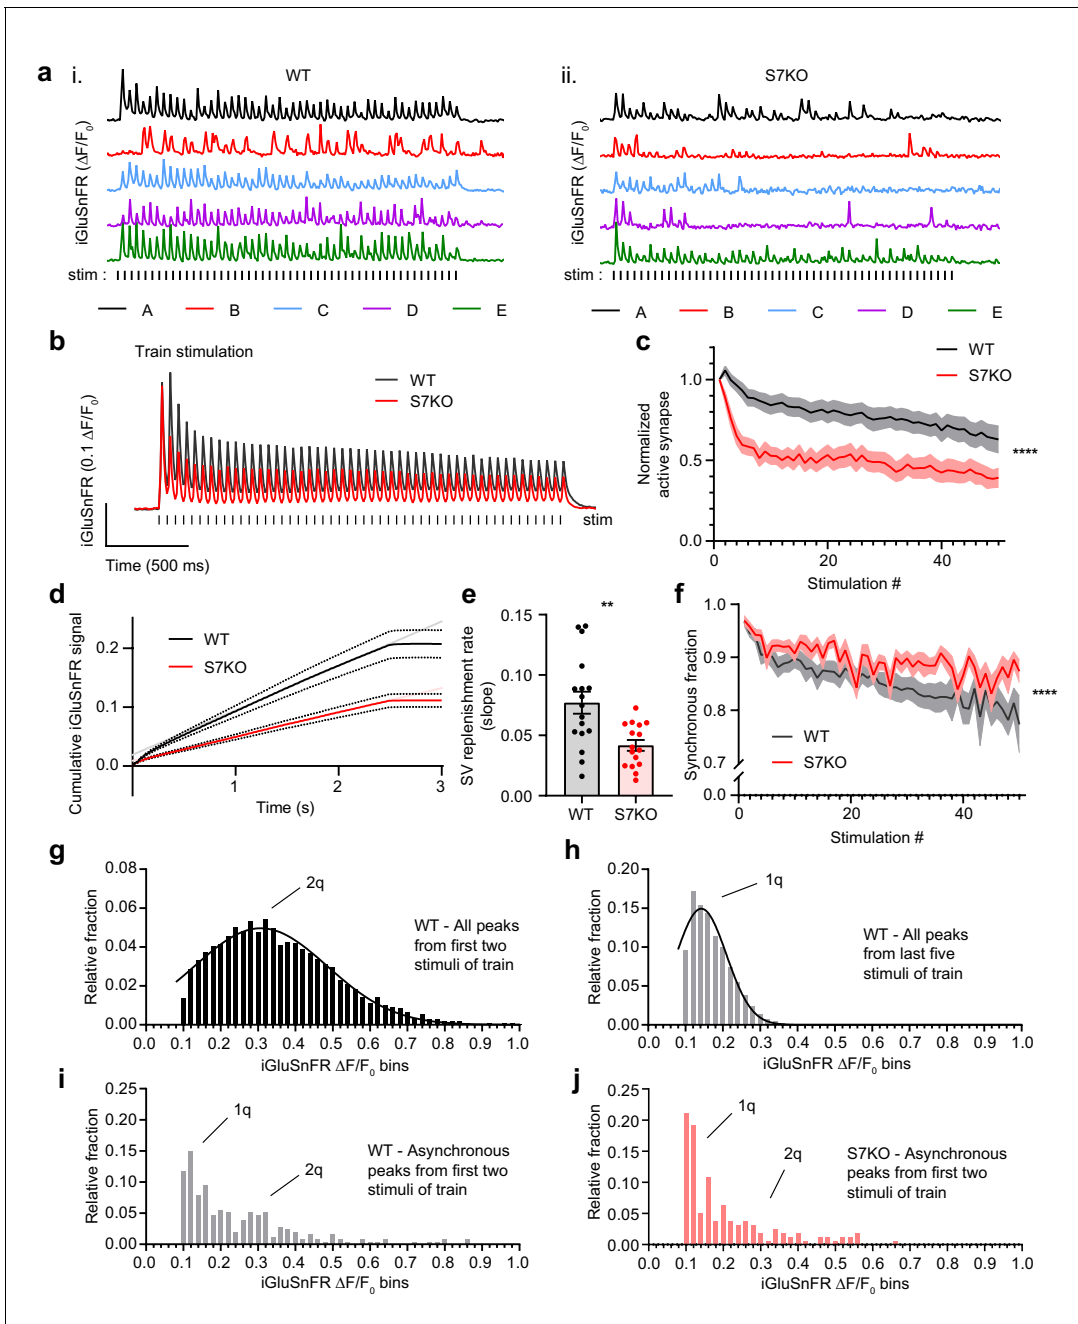 a
i.
WT
ii.
S7KO
iGluSnFR (ΔF/F0)
iGluSnFR (ΔF/F0)
stim :
stim :
A B C D E
A B C D E
b
Train stimulation
WT
S7KO
iGluSnFR (0.1 ΔF/F0)
Time (500 ms)
stim
c
WT
S7KO
Normalized
active synapse
1.0
0.5
0.0
0 20 40
Stimulation #
****
d
WT
S7KO
Cumulative iGluSnFR signal
0.2
0.1
0.0
1 2 3
Time (s)
e
**
SV replenishment rate
(slope)
0.15
0.10
0.05
0.00
WT S7KO
f
Synchronous fraction
1.0
0.9
0.8
0.7
0.0
WT
S7KO
0 20 40
Stimulation #
****
g
Relative fraction
0.08
0.06
0.04
0.02
0.00
2q
WT - All peaks
from first two
stimuli of train
0.0 0.1 0.2 0.3 0.4 0.5 0.6 0.7 0.8 0.9 1.0
iGluSnFR ΔF/F0 bins
h
Relative fraction
0.20
0.15
0.10
0.05
0.00
1q
WT - All peaks
from last five
stimuli of train
0.0 0.1 0.2 0.3 0.4 0.5 0.6 0.7 0.8 0.9 1.0
iGluSnFR ΔF/F0 bins
i
Relative fraction
0.25
0.20
0.15
0.10
0.05
0.00
1q
2q
WT - Asynchronous
peaks from first two
stimuli of train
0.0 0.1 0.2 0.3 0.4 0.5 0.6 0.7 0.8 0.9 1.0
iGluSnFR ΔF/F0 bins
j
Relative fraction
0.25
0.20
0.15
0.10
0.05
0.00
1q
2q
S7KO - Asynchronous
peaks from first two
stimuli of train
0.0 0.1 0.2 0.3 0.4 0.5 0.6 0.7 0.8 0.9 1.0
iGluSnFR ΔF/F0 bins